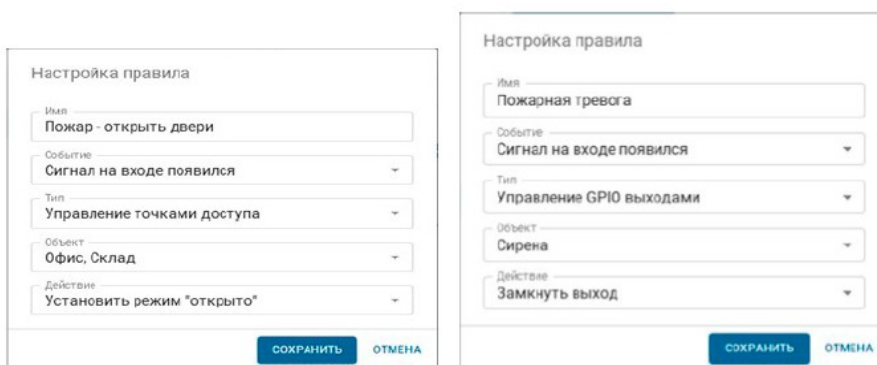 Настройка правила
Имя
Пожар - открыть двери
Событие
Сигнал на входе появился
Тип
Управление точками доступа
Объект
Офис, Склад
Действие
Установить режим "открыто"
СОХРАНИТЬ ОТМЕНА
Настройка правила
Имя
Пожарная тревога
Событие
Сигнал на входе появился
Тип
Управление GPIO выходами
Объект
Сирена
Действие
Замкнуть выход
СОХРАНИТЬ ОТМЕНА